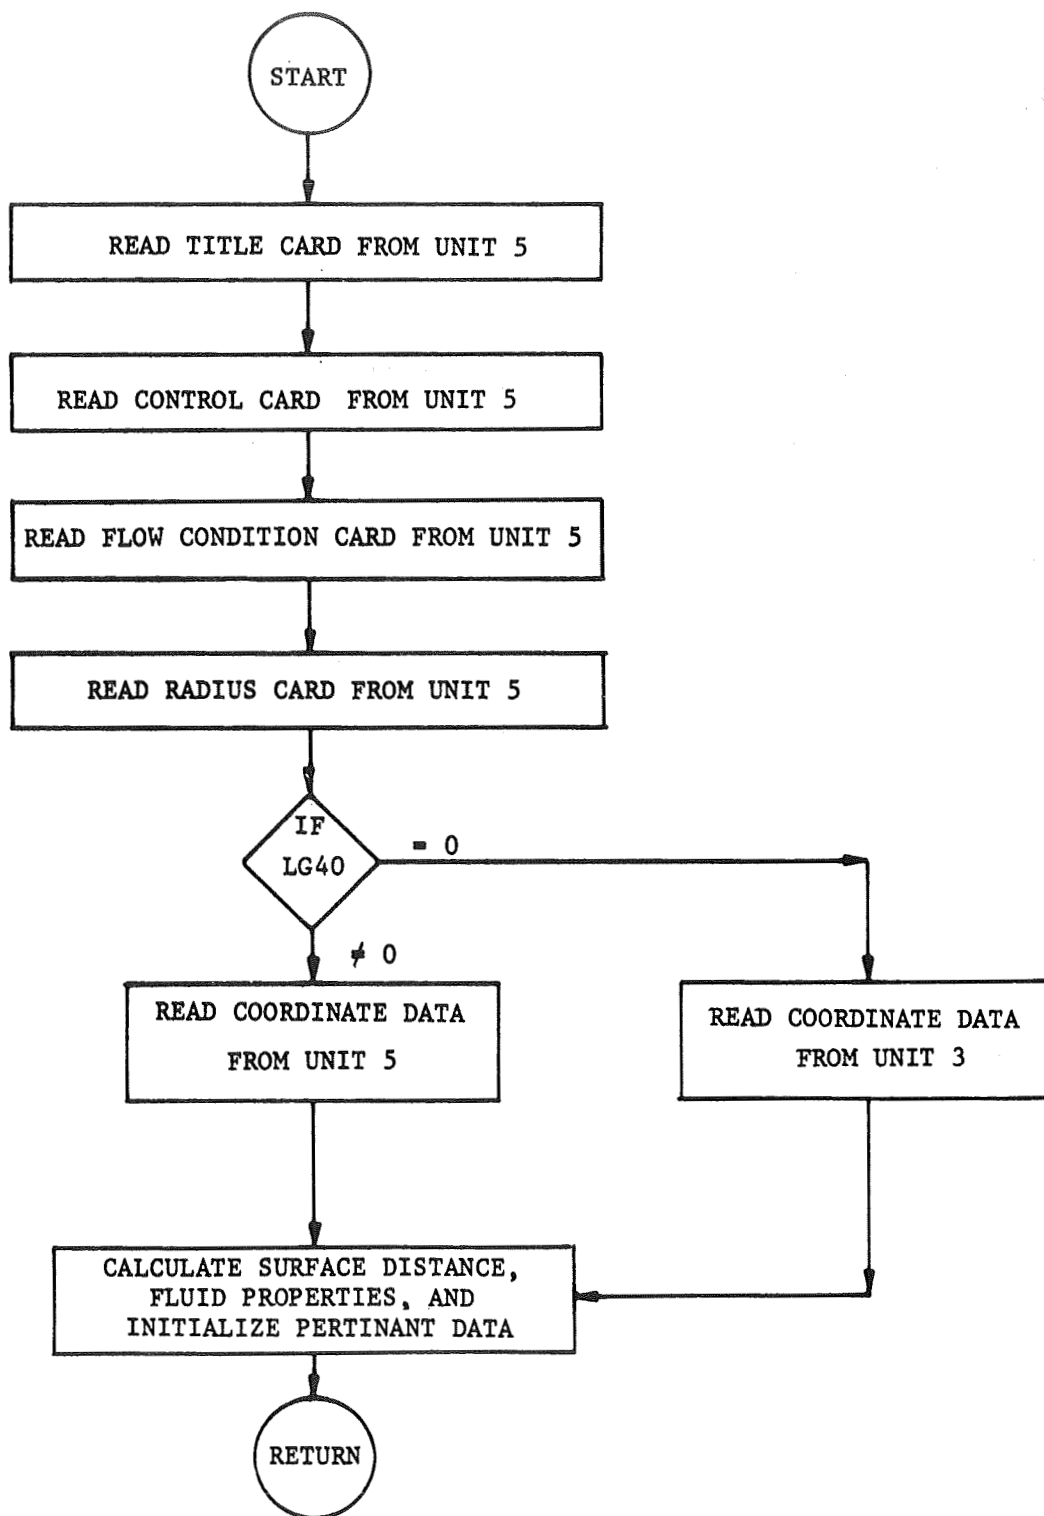 START
READ TITLE CARD FROM UNIT 5
READ CONTROL CARD FROM UNIT 5
READ FLOW CONDITION CARD FROM UNIT 5
READ RADIUS CARD FROM UNIT 5
IF
LG40
= 0
≠ 0
READ COORDINATE DATA
FROM UNIT 5
READ COORDINATE DATA
FROM UNIT 3
CALCULATE SURFACE DISTANCE,
FLUID PROPERTIES, AND
INITIALIZE PERTINANT DATA
RETURN